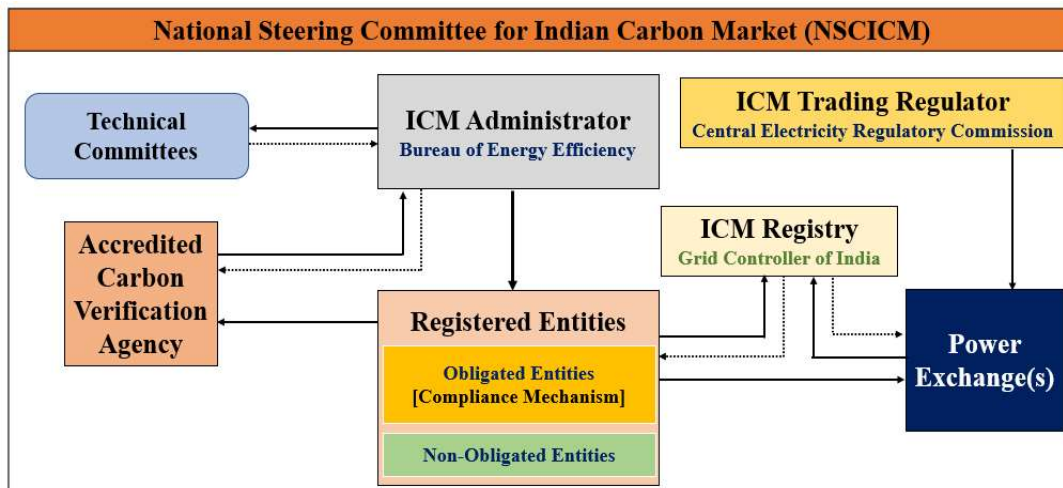 National Steering Committee for Indian Carbon Market (NSCICM)
Technical
Committees
ICM Administrator
Bureau of Energy Efficiency
ICM Trading Regulator
Central Electricity Regulatory Commission
Accredited
Carbon
Verification
Agency
ICM Registry
Grid Controller of India
Registered Entities
Obligated Entities
[Compliance Mechanism]
Non-Obligated Entities
Power
Exchange(s)